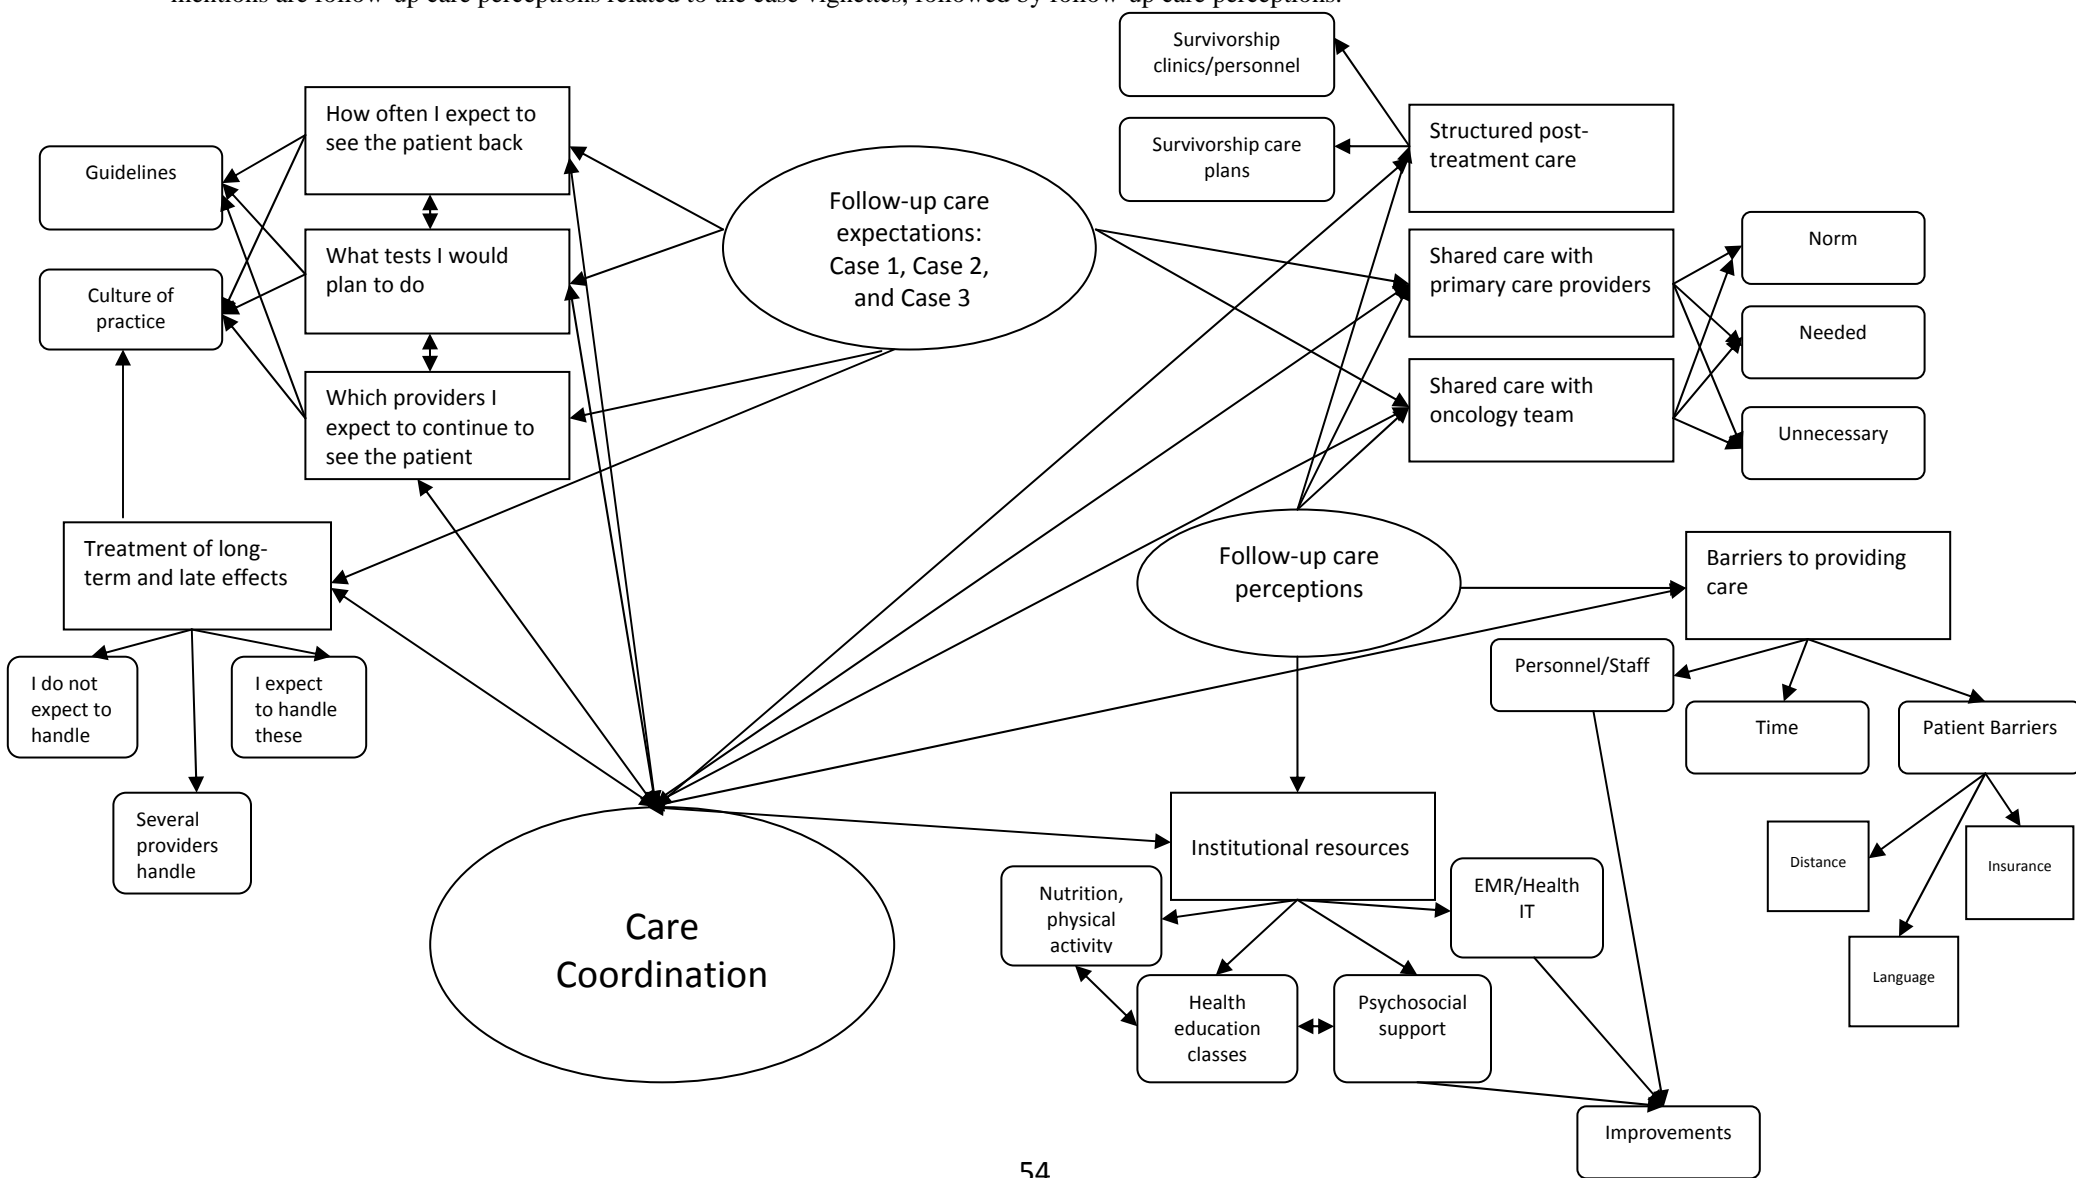 mentions are follow-up care perceptions related to the case vignettes, followed by follow-up care perceptions.
Survivorship
clinics/personnel
How often I expect to
see the patient back
Structured post-
treatment care
Survivorship care
plans
Guidelines
Follow-up care
expectations:
Case 1, Case 2,
and Case 3
Norm
What tests I would
plan to do
Shared care with
primary care providers
Culture of
practice
Needed
Which providers I
expect to continue to
see the patient
Shared care with
oncology team
Unnecessary
Treatment of long-
term and late effects
Follow-up care
perceptions
Barriers to providing
care
I do not
expect to
handle
I expect
to handle
these
Personnel/Staff
Time
Patient Barriers
Several
providers
handle
Institutional resources
Distance
Insurance
Language
Care
Coordination
Nutrition,
physical
activity
EMR/Health
IT
Health
education
classes
Psychosocial
support
Improvements
54